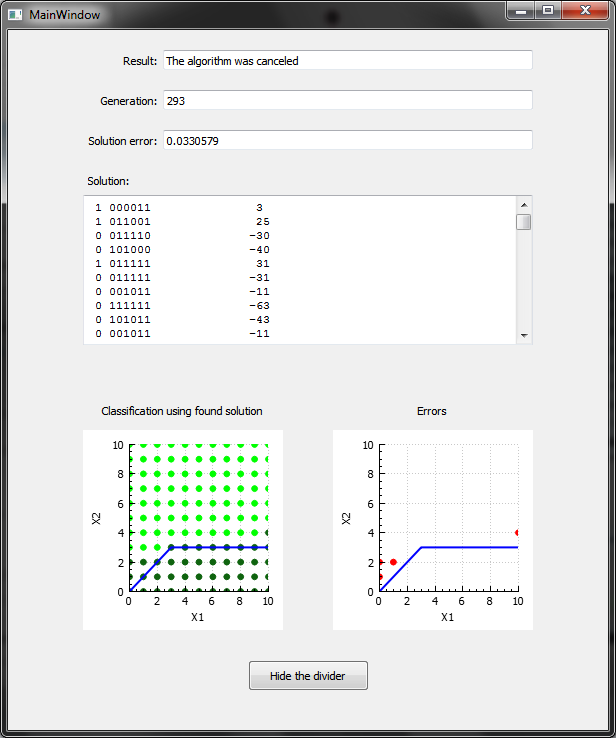 MainWindow
Result: The algorithm was canceled
Generation: 293
Solution error: 0.0330579
Solution:
1 000011 3
1 011001 25
0 011110 -30
0 101000 -40
1 011111 31
0 011111 -31
0 001011 -11
0 111111 -63
0 101011 -43
0 001011 -11
Classification using found solution
10
8
6
4
2
0
X2
0 2 4 6 8 10
X1
Errors
10
8
6
4
2
0
X2
0 2 4 6 8 10
X1
Hide the divider